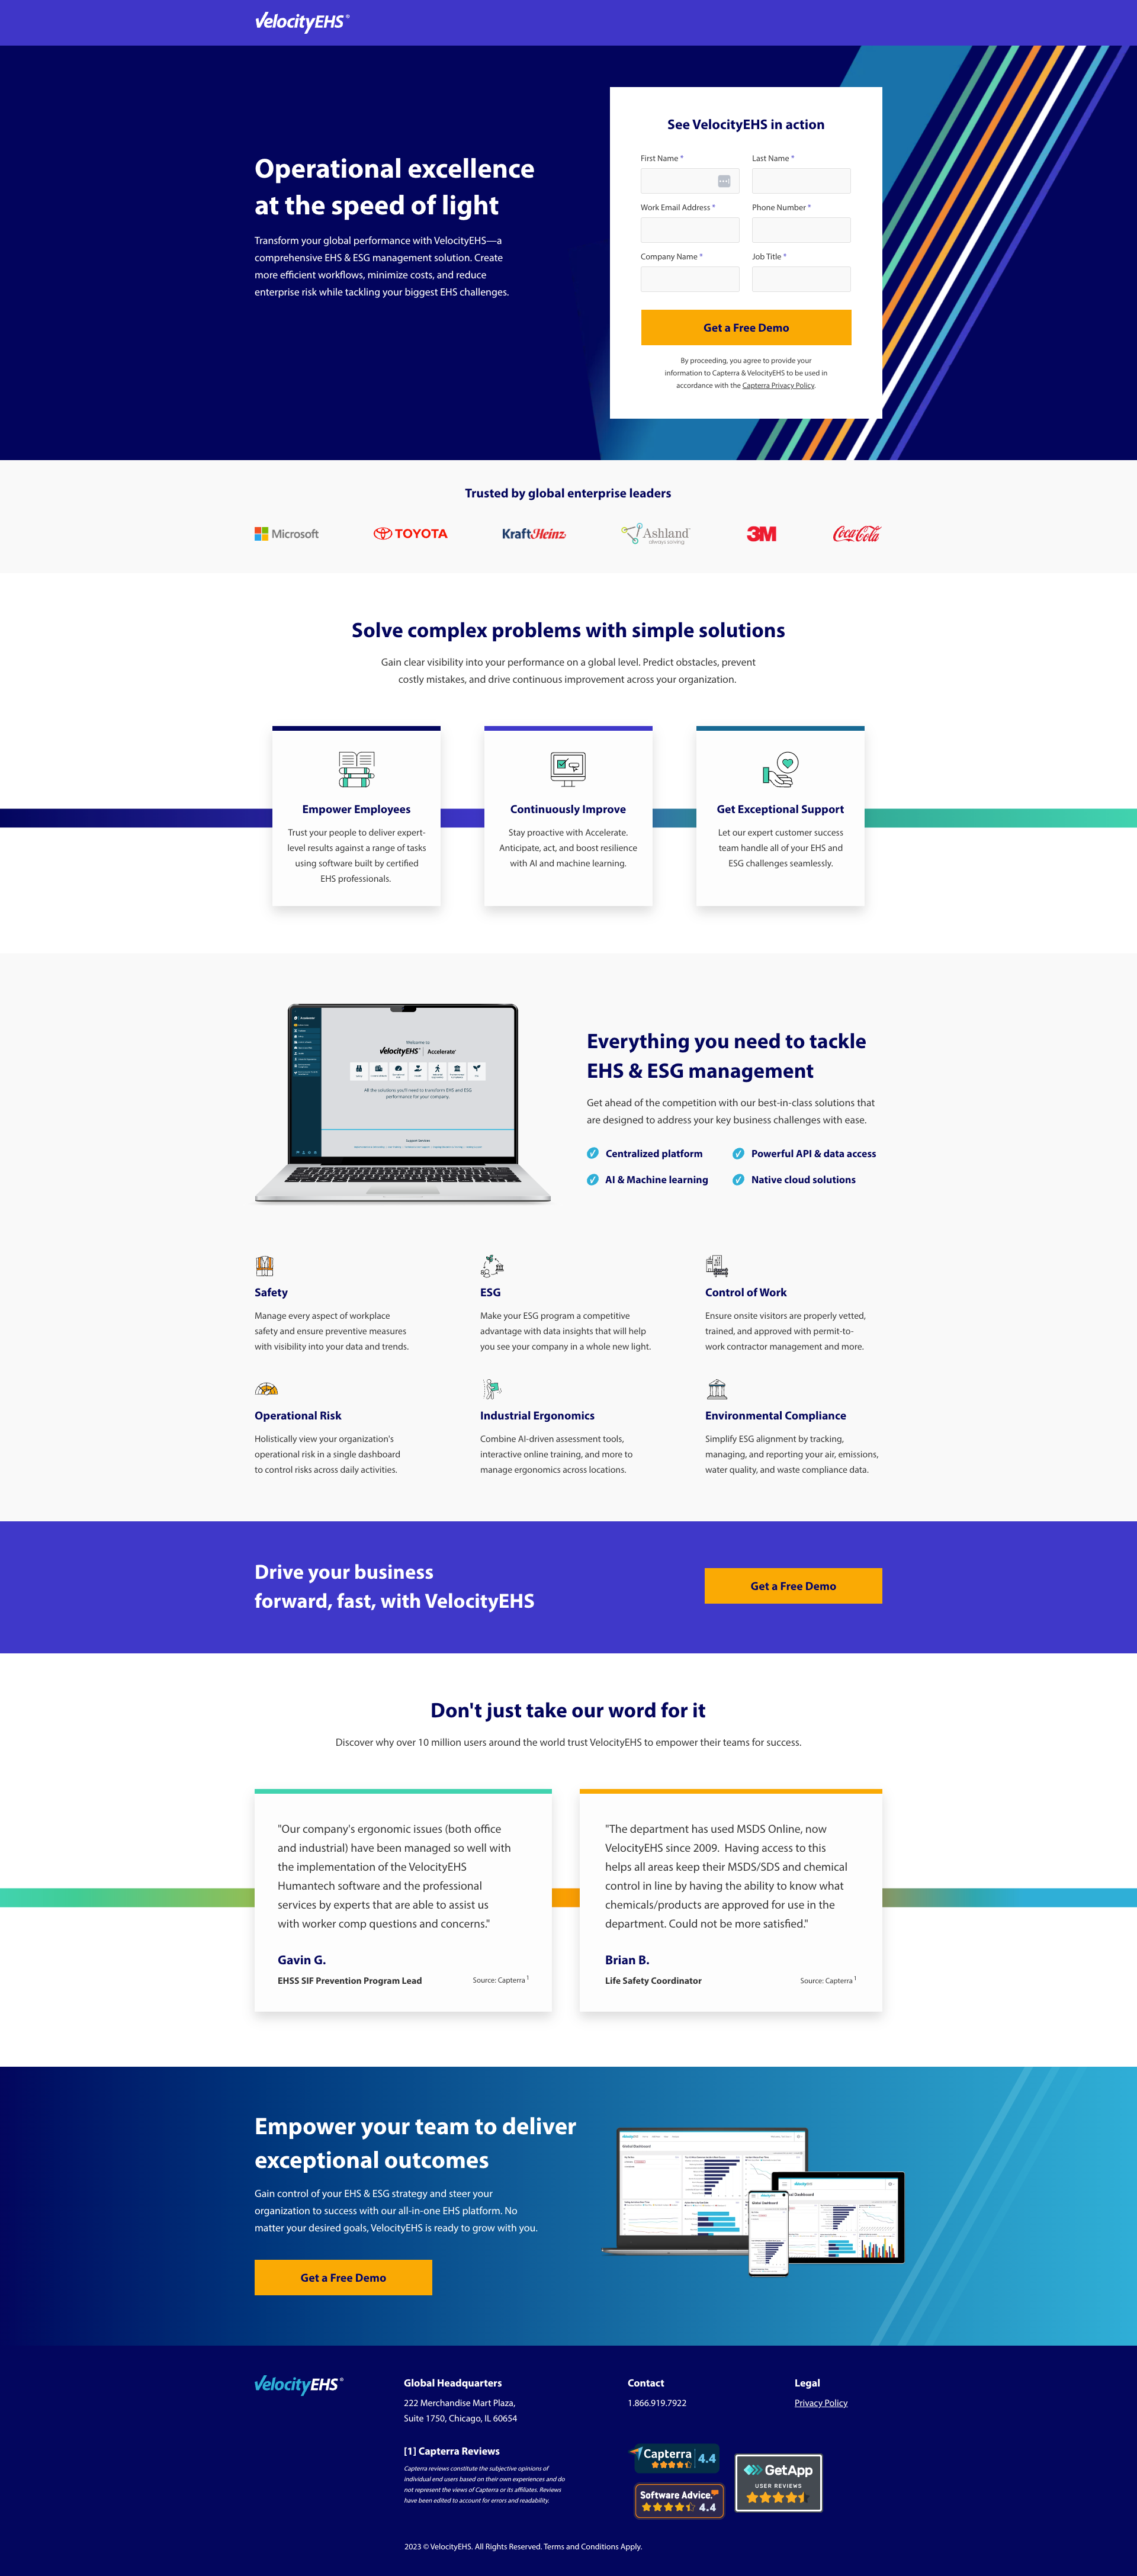 VelocityEHS®
Operational excellence
at the speed of light
Transform your global performance with VelocityEHS—a
comprehensive EHS & ESG management solution. Create
more efficient workflows, minimize costs, and reduce
enterprise risk while tackling your biggest EHS challenges.
See VelocityEHS in action
First Name *
Last Name *
Work Email Address *
Phone Number *
Company Name *
Job Title *
Get a Free Demo
By proceeding, you agree to provide your
information to Capterra & VelocityEHS to be used in
accordance with the Capterra Privacy Policy.
Trusted by global enterprise leaders
Microsoft
TOYOTA
KraftHeinz
Ashland™
always solving
3M
Coca-Cola
Solve complex problems with simple solutions
Gain clear visibility into your performance on a global level. Predict obstacles, prevent
costly mistakes, and drive continuous improvement across your organization.
Empower Employees
Trust your people to deliver expert-
level results against a range of tasks
using software built by certified
EHS professionals.
Continuously Improve
Stay proactive with Accelerate.
Anticipate, act, and boost resilience
with AI and machine learning.
Get Exceptional Support
Let our expert customer success
team handle all of your EHS and
ESG challenges seamlessly.
Welcome to
VelocityEHS® | Accelerate®
All the solutions you'll need to transform EHS and ESG
performance for your company.
Support Services
Everything you need to tackle
EHS & ESG management
Get ahead of the competition with our best-in-class solutions that
are designed to address your key business challenges with ease.
Centralized platform
Powerful API & data access
AI & Machine learning
Native cloud solutions
Safety
Manage every aspect of workplace
safety and ensure preventive measures
with visibility into your data and trends.
ESG
Make your ESG program a competitive
advantage with data insights that will help
you see your company in a whole new light.
Control of Work
Ensure onsite visitors are properly vetted,
trained, and approved with permit-to-
work contractor management and more.
Operational Risk
Holistically view your organization's
operational risk in a single dashboard
to control risks across daily activities.
Industrial Ergonomics
Combine AI-driven assessment tools,
interactive online training, and more to
manage ergonomics across locations.
Environmental Compliance
Simplify ESG alignment by tracking,
managing, and reporting your air, emissions,
water quality, and waste compliance data.
Drive your business
forward, fast, with VelocityEHS
Get a Free Demo
Don't just take our word for it
Discover why over 10 million users around the world trust VelocityEHS to empower their teams for success.
"Our company's ergonomic issues (both office
and industrial) have been managed so well with
the implementation of the VelocityEHS
Humantech software and the professional
services by experts that are able to assist us
with worker comp questions and concerns."
Gavin G.
EHSS SIF Prevention Program Lead
Source: Capterra 1
"The department has used MSDS Online, now
VelocityEHS since 2009. Having access to this
helps all areas keep their MSDS/SDS and chemical
control in line by having the ability to know what
chemicals/products are approved for use in the
department. Could not be more satisfied."
Brian B.
Life Safety Coordinator
Source: Capterra 1
Empower your team to deliver
exceptional outcomes
Gain control of your EHS & ESG strategy and steer your
organization to success with our all-in-one EHS platform. No
matter your desired goals, VelocityEHS is ready to grow with you.
Get a Free Demo
Global Dashboard
VelocityEHS®
Global Headquarters
222 Merchandise Mart Plaza,
Suite 1750, Chicago, IL 60654
Contact
1.866.919.7922
Legal
Privacy Policy
[1] Capterra Reviews
Capterra reviews constitute the subjective opinions of
individual end users based on their own experiences and do
not represent the views of Capterra or its affiliates. Reviews
have been edited to account for errors and readability.
Capterra 4.4
Software Advice.
4.4
GetApp
USER REVIEWS
2023 © VelocityEHS. All Rights Reserved. Terms and Conditions Apply.